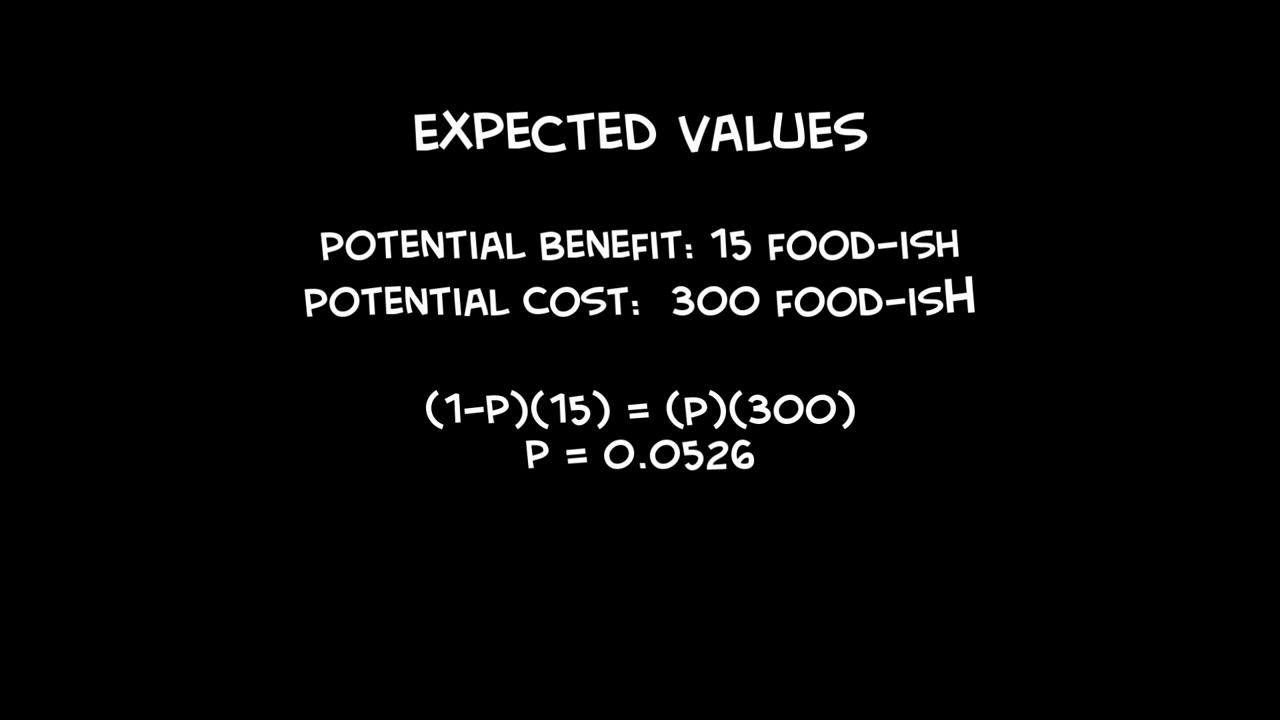 EXPECTED VALUES
POTENTIAL BENEFIT: 15 FOOD-ISH
POTENTIAL COST: 300 FOOD-ISH
(1-P)(15) = (P)(300)
P = 0.0526